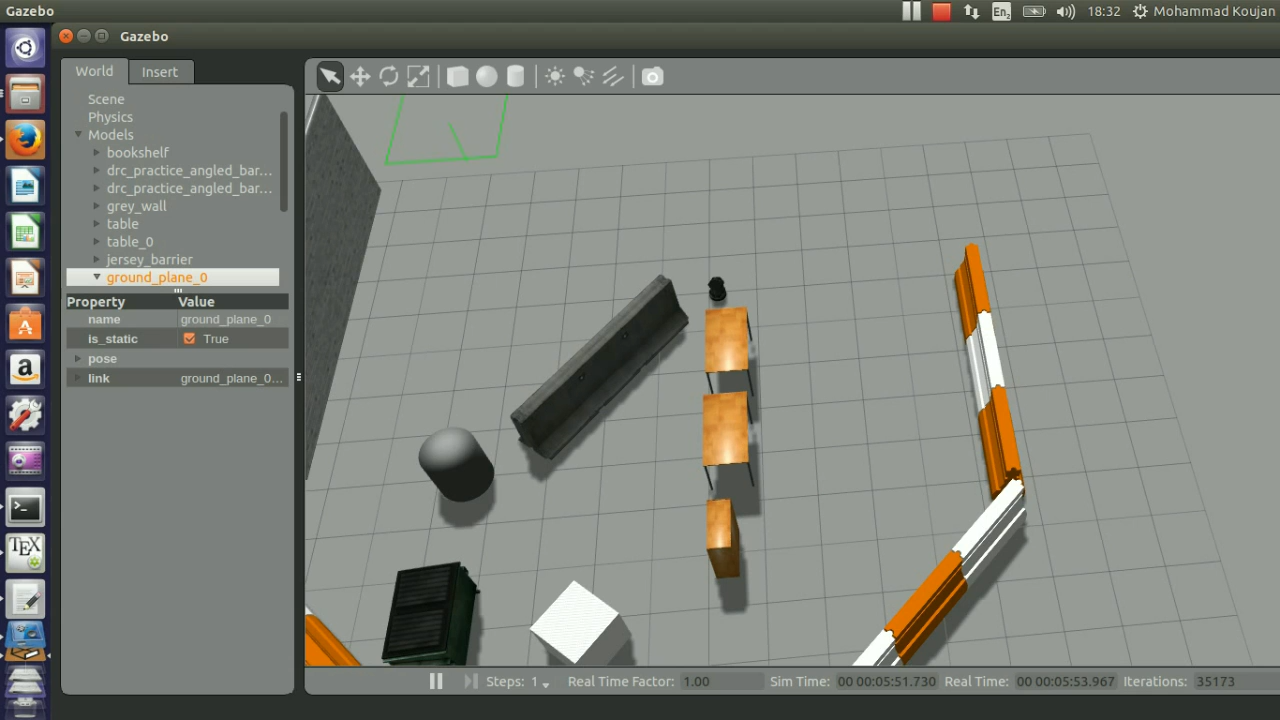 Gazebo
En2
18:32
Mohammad Koujan
Gazebo
World
Insert
Scene
Physics
Models
bookshelf
drc_practice_angled_bar...
drc_practice_angled_bar...
grey_wall
table
table_0
jersey_barrier
ground_plane_0
Property
Value
name
ground_plane_0
is_static
True
pose
link
ground_plane_0...
Steps: 1
Real Time Factor: 1.00
Sim Time: 00 00:05:51.730
Real Time: 00 00:05:53.967
Iterations: 35173
A
a
>_
TEX